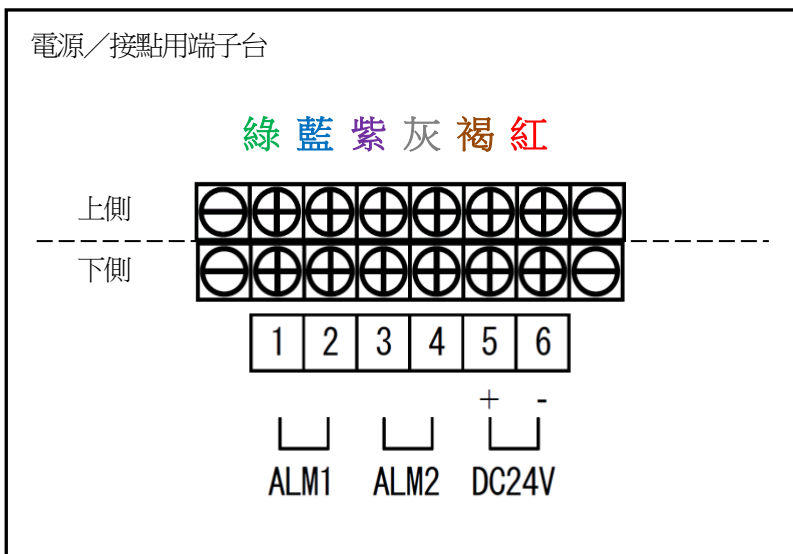 電源／接點用端子台
綠 藍 紫 灰 褐 紅
上側
下側
1 2 3 4 5 6
+ -
ALM1 ALM2 DC24V